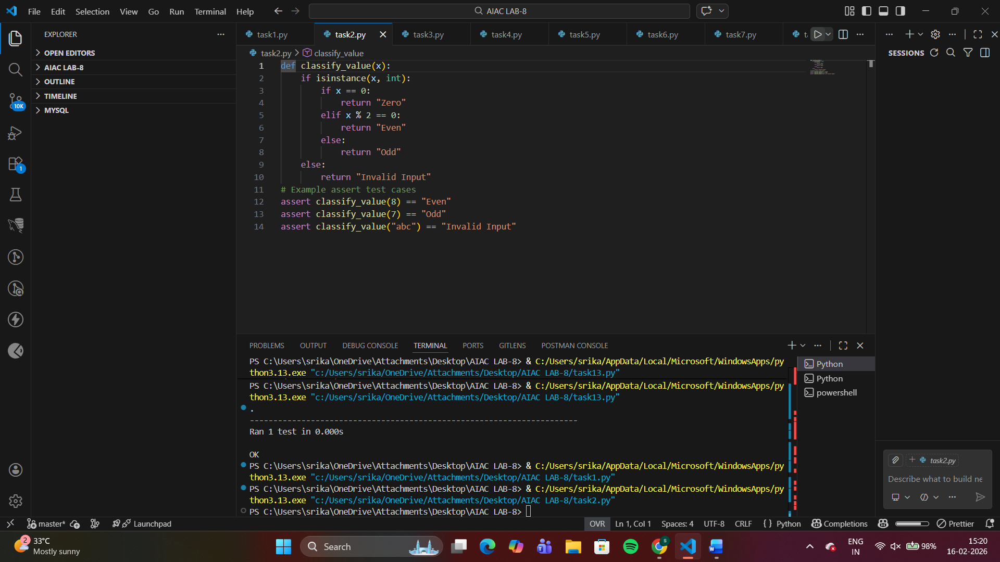 File Edit Selection View Go Run Terminal Help
AIAC LAB-8
EXPLORER
OPEN EDITORS
AIAC LAB-8
OUTLINE
TIMELINE
MYSQL
10K
1
task1.py task2.py task3.py task4.py task5.py task6.py task7.py
task2.py > classify_value
1 def classify_value(x):
2 if isinstance(x, int):
3 if x == 0:
4 return "Zero"
5 elif x % 2 == 0:
6 return "Even"
7 else:
8 return "Odd"
9 else:
10 return "Invalid Input"
11 # Example assert test cases
12 assert classify_value(8) == "Even"
13 assert classify_value(7) == "Odd"
14 assert classify_value("abc") == "Invalid Input"
SESSIONS
PROBLEMS OUTPUT DEBUG CONSOLE TERMINAL PORTS GITLENS POSTMAN CONSOLE
PS C:\Users\srika\OneDrive\Attachments\Desktop\AIAC LAB-8> & C:/Users/srika/AppData/Local/Microsoft/WindowsApps/py
thon3.13.exe "c:/Users/srika/OneDrive/Attachments/Desktop/AIAC LAB-8/task13.py"
PS C:\Users\srika\OneDrive\Attachments\Desktop\AIAC LAB-8> & C:/Users/srika/AppData/Local/Microsoft/WindowsApps/py
thon3.13.exe "c:/Users/srika/OneDrive/Attachments/Desktop/AIAC LAB-8/task13.py"
.
----------------------------------------------------------------------
Ran 1 test in 0.000s
OK
PS C:\Users\srika\OneDrive\Attachments\Desktop\AIAC LAB-8> & C:/Users/srika/AppData/Local/Microsoft/WindowsApps/py
thon3.13.exe "c:/Users/srika/OneDrive/Attachments/Desktop/AIAC LAB-8/task1.py"
PS C:\Users\srika\OneDrive\Attachments\Desktop\AIAC LAB-8> & C:/Users/srika/AppData/Local/Microsoft/WindowsApps/py
thon3.13.exe "c:/Users/srika/OneDrive/Attachments/Desktop/AIAC LAB-8/task2.py"
PS C:\Users\srika\OneDrive\Attachments\Desktop\AIAC LAB-8>
Python
Python
powershell
task2.py
Describe what to build ne
master* Launchpad OVR Ln 1, Col 1 Spaces: 4 UTF-8 CRLF { } Python Completions Prettier
2
33°C
Mostly sunny
Search
ENG
IN
98%
15:20
16-02-2026